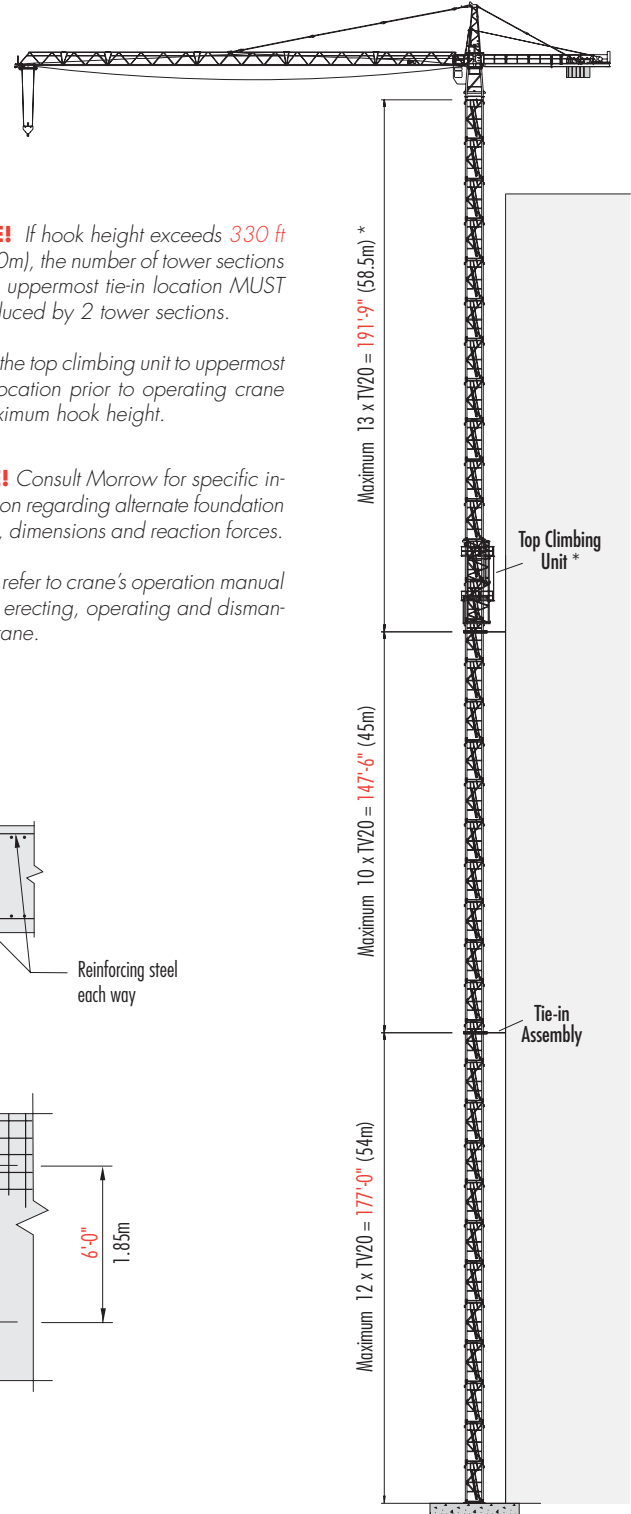 E! If hook height exceeds 330 ft
0m), the number of tower sections
uppermost tie-in location MUST
duced by 2 tower sections.
the top climbing unit to uppermost
ocation prior to operating crane
ximum hook height.
E! Consult Morrow for specific in-
on regarding alternate foundation
, dimensions and reaction forces.
refer to crane's operation manual
erecting, operating and disman-
rane.
Maximum 13 x TV20 = 191'-9" (58.5m) *
Top Climbing
Unit *
Maximum 10 x TV20 = 147'-6" (45m)
Reinforcing steel
each way
Tie-in
Assembly
6'-0"
1.85m
Maximum 12 x TV20 = 177'-0" (54m)